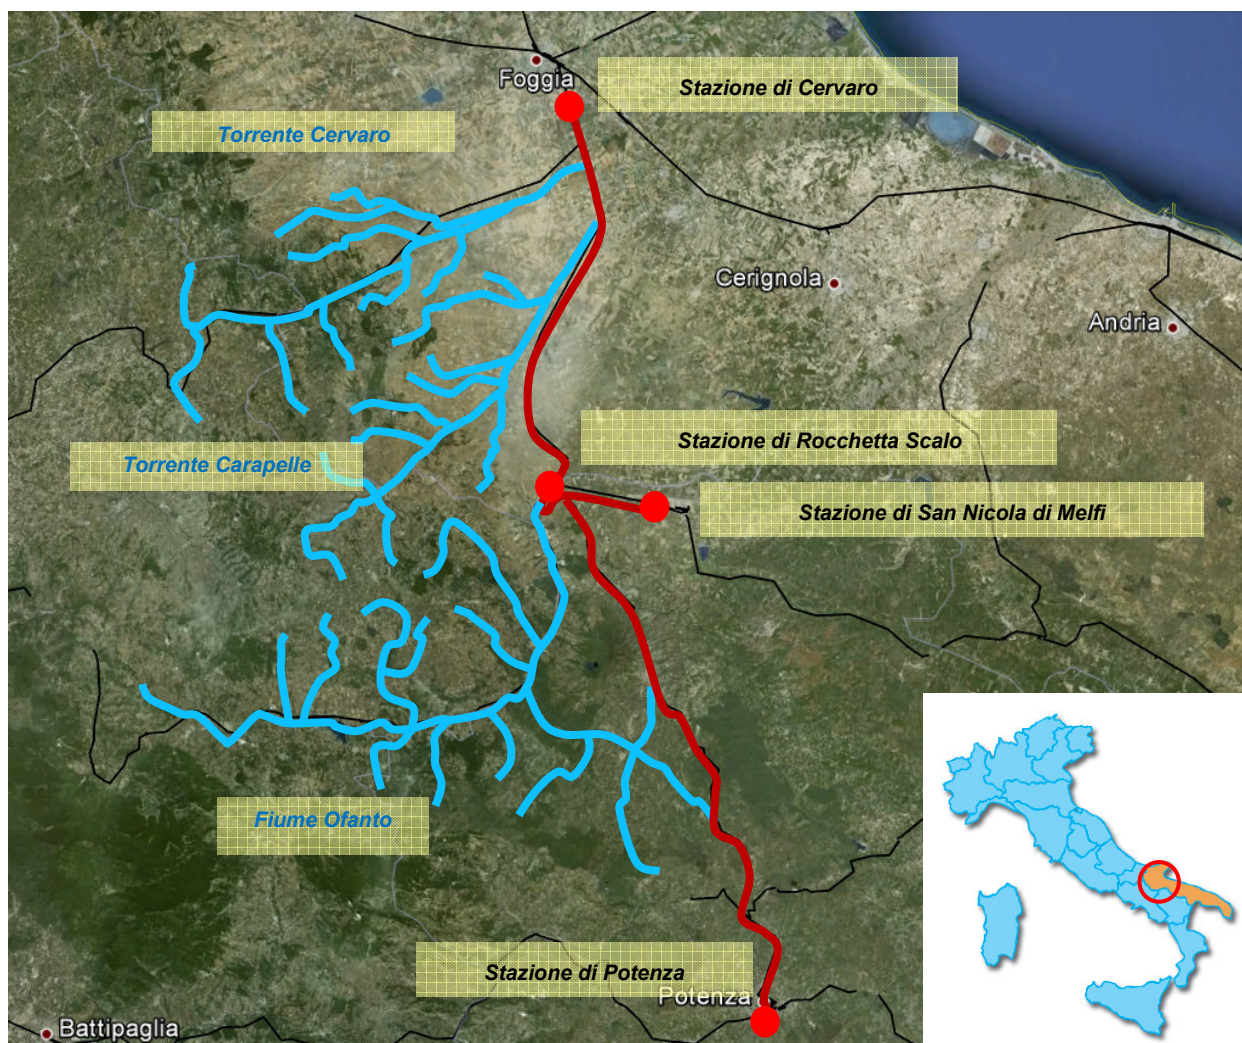 Foggia
Stazione di Cervaro
Torrente Cervaro
Cerignola
Andria
Stazione di Rocchetta Scalo
Torrente Carapelle
Stazione di San Nicola di Melfi
Fiume Ofanto
Stazione di Potenza
Potenza
Battipaglia